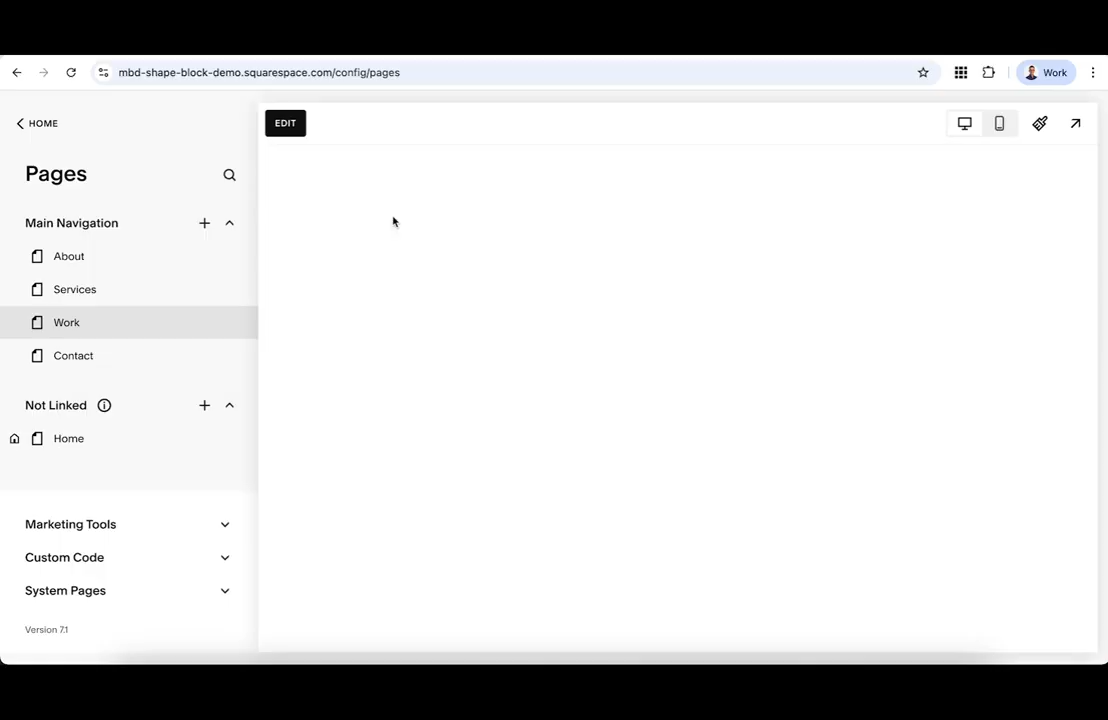 mbd-shape-block-demo.squarespace.com/config/pages
Work
HOME
EDIT
Pages
Main Navigation
About
Services
Work
Contact
Not Linked
Home
Marketing Tools
Custom Code
System Pages
Version 7.1